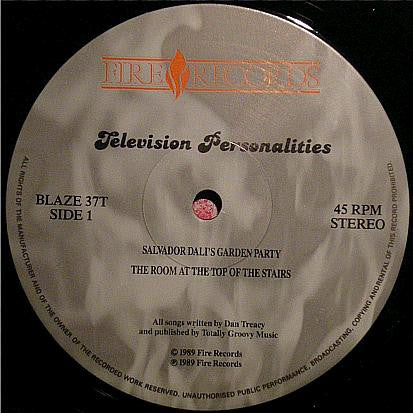 FIRE RECORDS
Television Personalities
BLAZE 37T
SIDE 1
45 RPM
STEREO
SALVADOR DALI'S GARDEN PARTY
THE ROOM AT THE TOP OF THE STAIRS
All songs written by Dan Treacy
and published by Totally Groovy Music
© 1989 Fire Records
℗ 1989 Fire Records
ALL RIGHTS OF THE MANUFACTURER AND OF THE OWNER OF THE RECORDED WORK RESERVED. UNAUTHORISED PUBLIC PERFORMANCE, BROADCASTING, COPYING AND RENTAL OF THIS RECORD PROHIBITED.